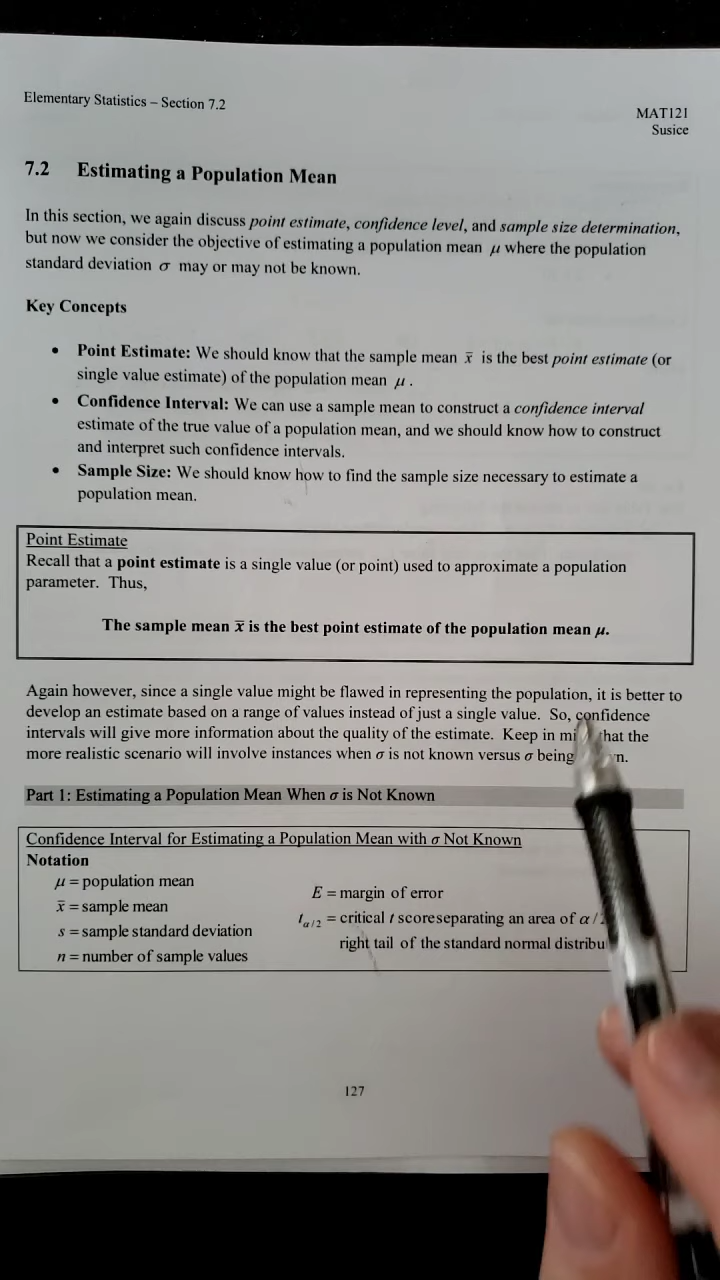 Elementary Statistics – Section 7.2
MAT121
Susice
7.2 Estimating a Population Mean
In this section, we again discuss point estimate, confidence level, and sample size determination,
but now we consider the objective of estimating a population mean μ where the population
standard deviation σ may or may not be known.
Key Concepts
• Point Estimate: We should know that the sample mean x̄ is the best point estimate (or
single value estimate) of the population mean μ .
• Confidence Interval: We can use a sample mean to construct a confidence interval
estimate of the true value of a population mean, and we should know how to construct
and interpret such confidence intervals.
• Sample Size: We should know how to find the sample size necessary to estimate a
population mean.
Point Estimate
Recall that a point estimate is a single value (or point) used to approximate a population
parameter. Thus,
The sample mean x̄ is the best point estimate of the population mean μ.
Again however, since a single value might be flawed in representing the population, it is better to
develop an estimate based on a range of values instead of just a single value. So, confidence
intervals will give more information about the quality of the estimate. Keep in that the
more realistic scenario will involve instances when σ is not known versus σ being
Part 1: Estimating a Population Mean When σ is Not Known
Confidence Interval for Estimating a Population Mean with σ Not Known
Notation
μ = population mean
x̄ = sample mean
s = sample standard deviation
n = number of sample values
E = margin of error
tα/2 = critical t scoreseparating an area of α /
right tail of the standard normal
127